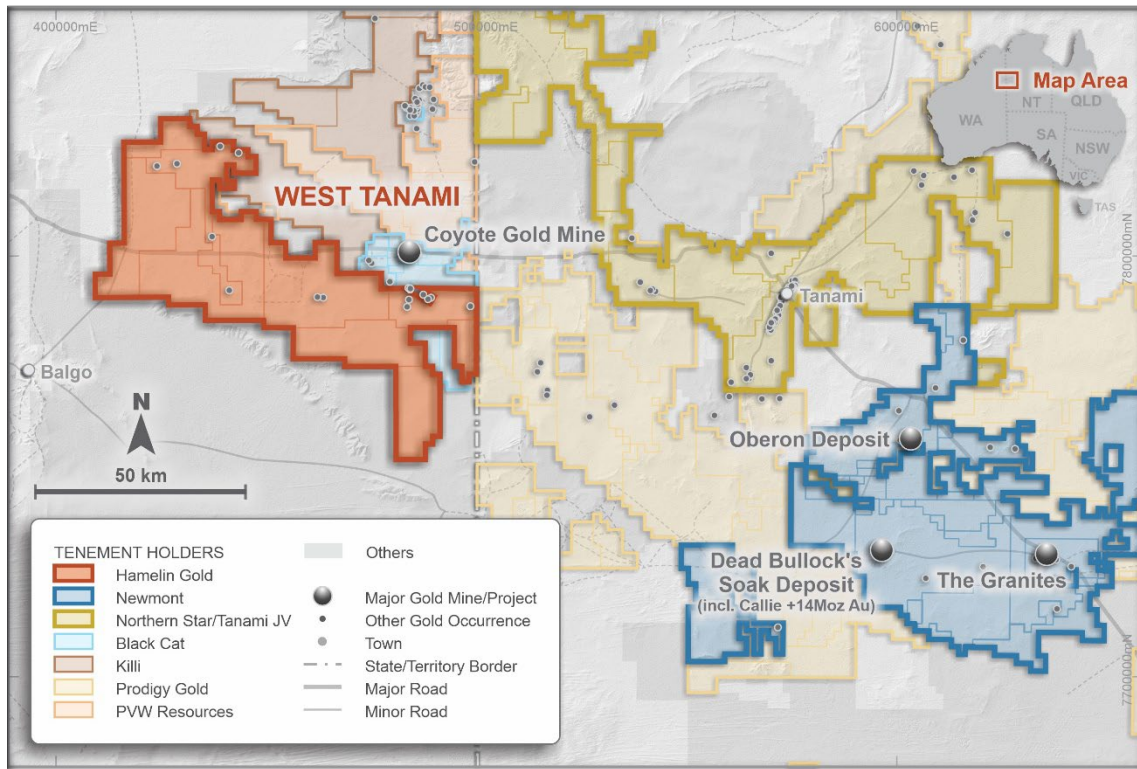 400000mE
500000mE
600000mE
Map Area
WA
NT
QLD
SA
NSW
VIC
TAS
WEST TANAMI
Coyote Gold Mine
7800000mN
Tanami
Balgo
N
50 km
Oberon Deposit
Dead Bullock's
Soak Deposit
(incl. Callie +14Moz Au)
The Granites
7700000mN
TENEMENT HOLDERS
Hamelin Gold
Newmont
Northern Star/Tanami JV
Black Cat
Killi
Prodigy Gold
PVW Resources
Others
Major Gold Mine/Project
Other Gold Occurrence
Town
State/Territory Border
Major Road
Minor Road